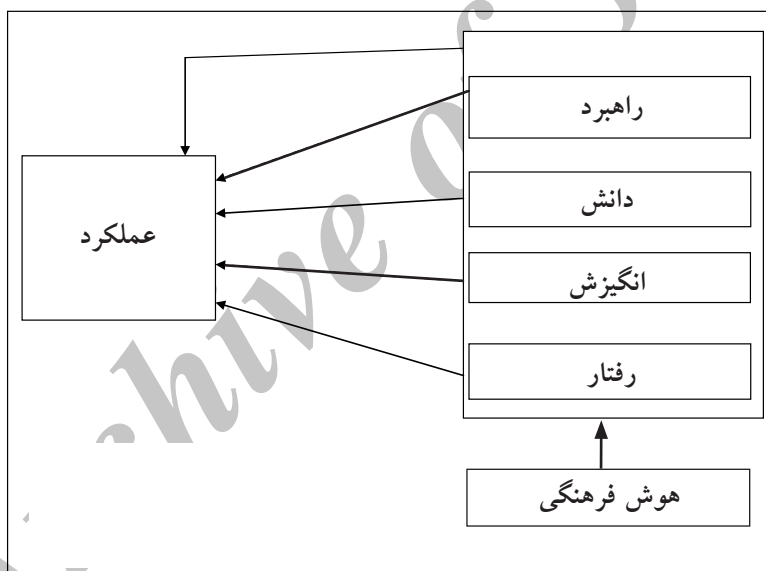 راهبرد
دانش
عملکرد
انگیزش
رفتار
هوش فرهنگی